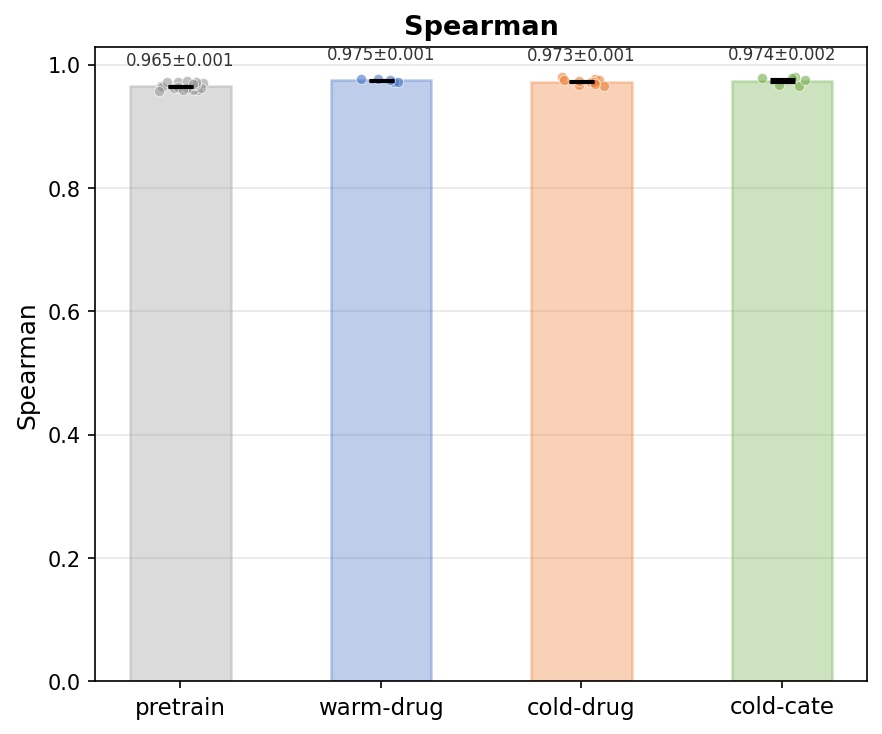 Spearman
0.965±0.001
0.975±0.001
0.973±0.001
0.974±0.002
1.0
0.8
0.6
0.4
0.2
0.0
Spearman
pretrain
warm-drug
cold-drug
cold-cate